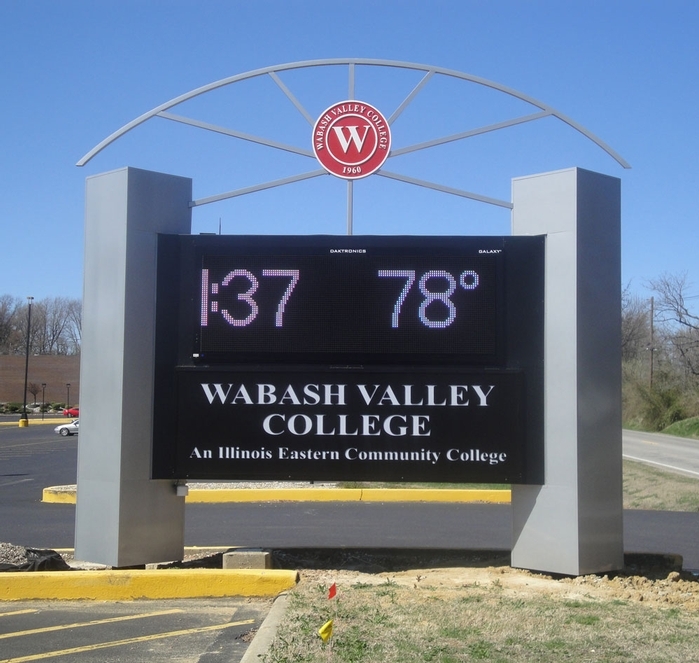 WABASH VALLEY COLLEGE
W
1960
DAKTRONICS GALAXY
1:37 78°
WABASH VALLEY
COLLEGE
An Illinois Eastern Community College